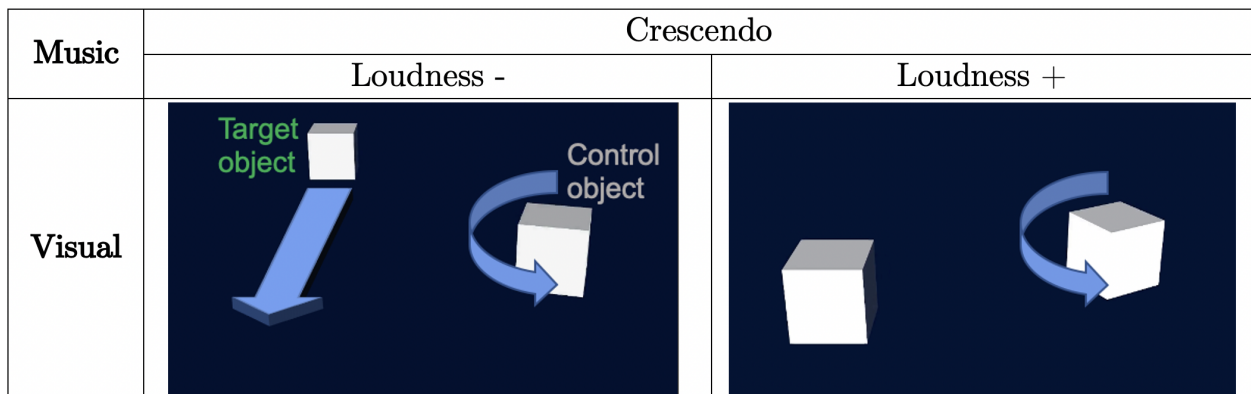 Music
Crescendo
Loudness -
Loudness +
Visual
Target
object
Control
object